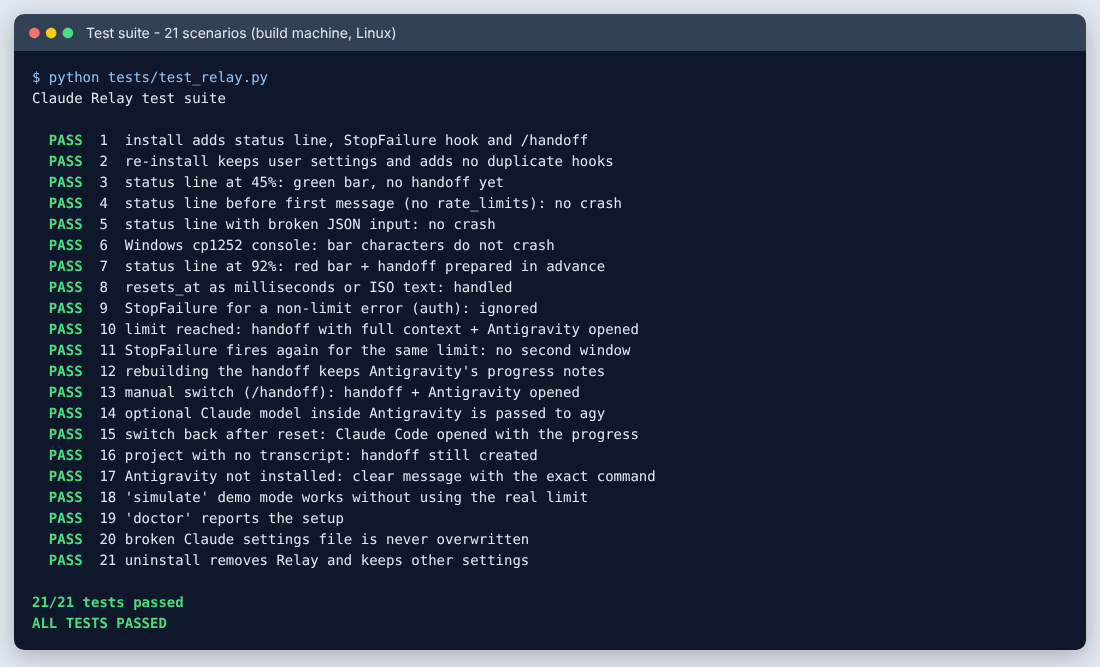 Test suite - 21 scenarios (build machine, Linux)
$ python tests/test_relay.py
Claude Relay test suite
PASS 1 install adds status line, StopFailure hook and /handoff
PASS 2 re-install keeps user settings and adds no duplicate hooks
PASS 3 status line at 45%: green bar, no handoff yet
PASS 4 status line before first message (no rate_limits): no crash
PASS 5 status line with broken JSON input: no crash
PASS 6 Windows cp1252 console: bar characters do not crash
PASS 7 status line at 92%: red bar + handoff prepared in advance
PASS 8 resets_at as milliseconds or ISO text: handled
PASS 9 StopFailure for a non-limit error (auth): ignored
PASS 10 limit reached: handoff with full context + Antigravity opened
PASS 11 StopFailure fires again for the same limit: no second window
PASS 12 rebuilding the handoff keeps Antigravity's progress notes
PASS 13 manual switch (/handoff): handoff + Antigravity opened
PASS 14 optional Claude model inside Antigravity is passed to agy
PASS 15 switch back after reset: Claude Code opened with the progress
PASS 16 project with no transcript: handoff still created
PASS 17 Antigravity not installed: clear message with the exact command
PASS 18 'simulate' demo mode works without using the real limit
PASS 19 'doctor' reports the setup
PASS 20 broken Claude settings file is never overwritten
PASS 21 uninstall removes Relay and keeps other settings
21/21 tests passed
ALL TESTS PASSED